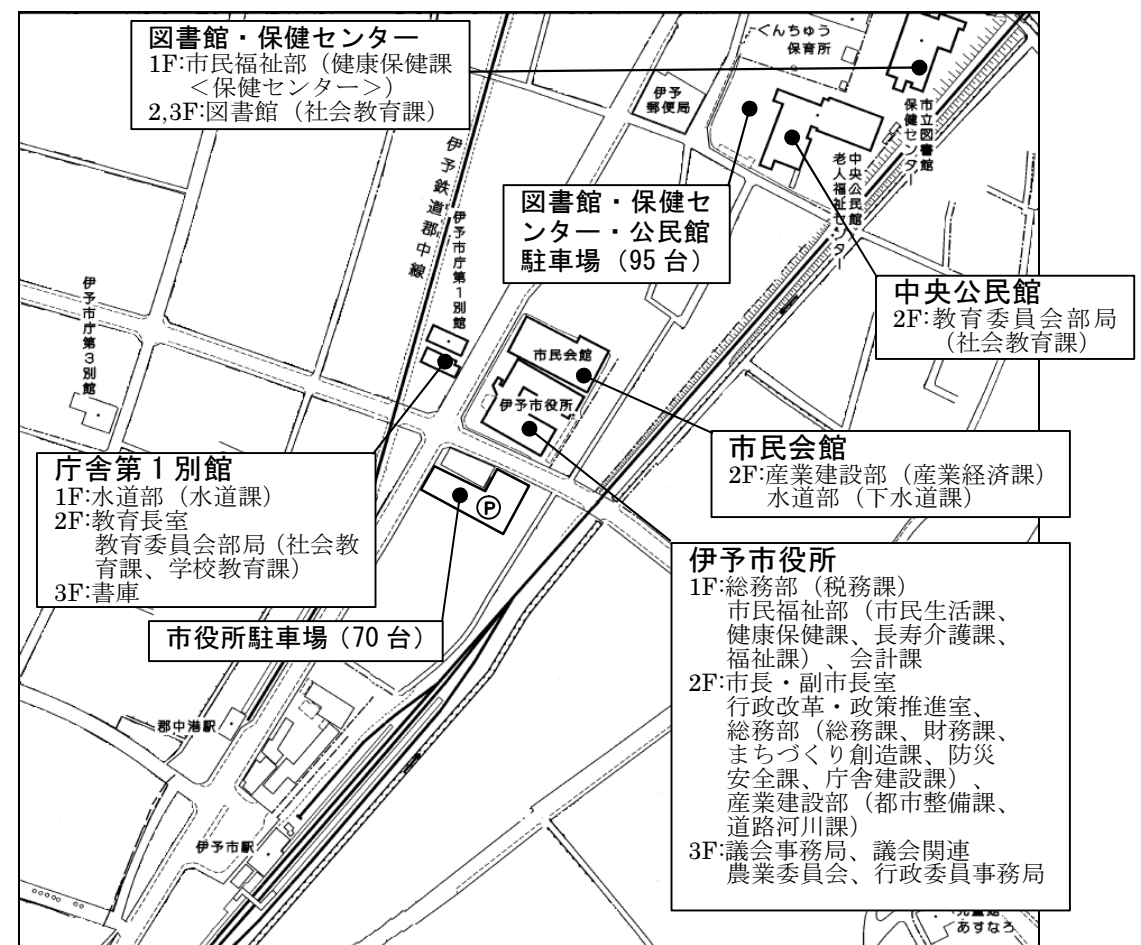 図書館・保健センター
1F:市民福祉部（健康保健課
＜保健センター＞）
2,3F:図書館（社会教育課）
くんちゅう
保育所
伊予
郵便局
市立図書館
保健センター
中央公民館
老人福祉センター
伊予鉄道郡中線
伊予市庁第１別館
図書館・保健セ
ンター・公民館
駐車場（95 台）
中央公民館
2F:教育委員会部局
（社会教育課）
伊予市庁第３別館
市民会館
伊予市役所
市民会館
2F:産業建設部（産業経済課）
水道部（下水道課）
庁舎第１別館
1F:水道部（水道課）
2F:教育長室
教育委員会部局（社会教
育課、学校教育課）
3F:書庫
P
市役所駐車場（70 台）
伊予市役所
1F:総務部（税務課）
市民福祉部（市民生活課、
健康保健課、長寿介護課、
福祉課）、会計課
2F:市長・副市長室
行政改革・政策推進室、
総務部（総務課、財務課、
まちづくり創造課、防災
安全課、庁舎建設課）、
産業建設部（都市整備課、
道路河川課）
3F:議会事務局、議会関連
農業委員会、行政委員事務局
郡中港駅
伊予市駅
あすなろ